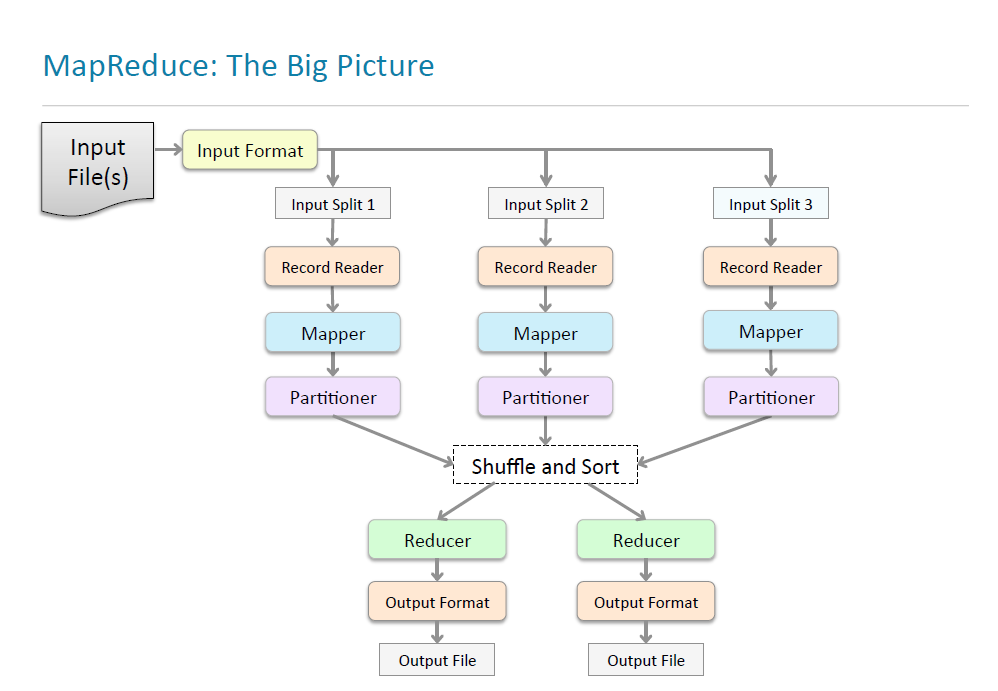 MapReduce: The Big Picture
Input
File(s)
Input Format
Input Split 1
Input Split 2
Input Split 3
Record Reader
Record Reader
Record Reader
Mapper
Mapper
Mapper
Partitioner
Partitioner
Partitioner
Shuffle and Sort
Reducer
Reducer
Output Format
Output Format
Output File
Output File